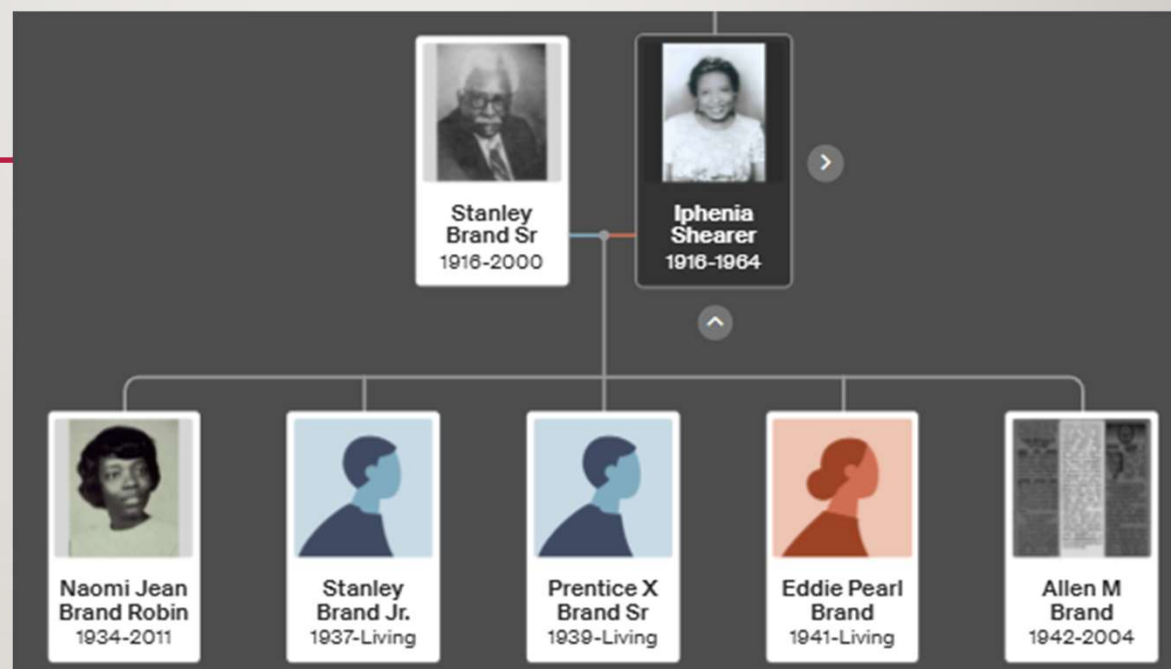 Stanley
Brand Sr
1916-2000
Iphenia
Shearer
1916-1964
Naomi Jean
Brand Robin
1934-2011
Stanley
Brand Jr.
1937-Living
Prentice X
Brand Sr
1939-Living
Eddie Pearl
Brand
1941-Living
Allen M
Brand
1942-2004